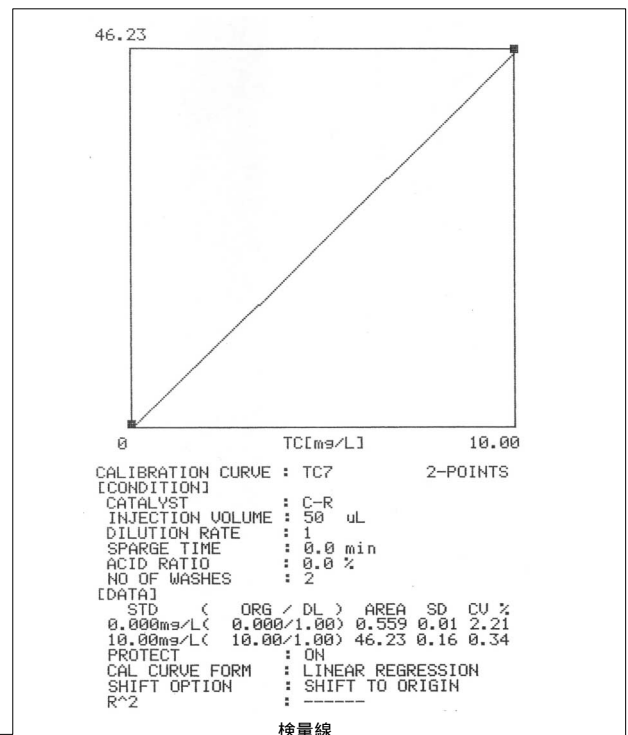 46.23
0 TC[mg/L] 10.00
CALIBRATION CURVE : TC7 2-POINTS
[CONDITION]
CATALYST : C-R
INJECTION VOLUME : 50 uL
DILUTION RATE : 1
SPARGE TIME : 0.0 min
ACID RATIO : 0.0 %
NO OF WASHES : 2
[DATA]
STD ( ORG / DL ) AREA SD CV %
0.000mg/L( 0.000/1.00) 0.559 0.01 2.21
10.00mg/L( 10.00/1.00) 46.23 0.16 0.34
PROTECT : ON
CAL CURVE FORM : LINEAR REGRESSION
SHIFT OPTION : SHIFT TO ORIGIN
R^2 : ------
検量線